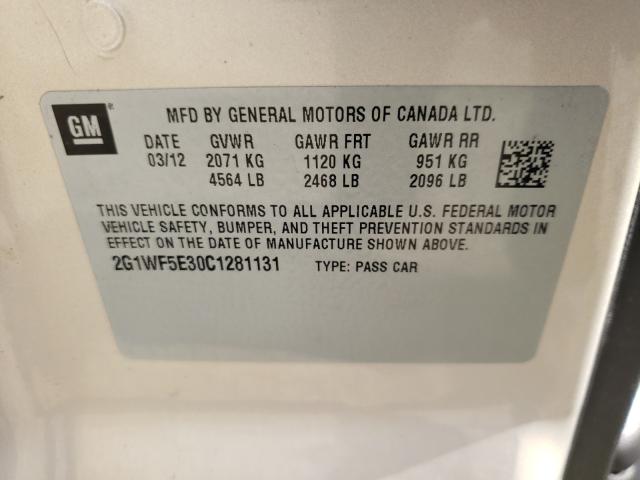 GM
MFD BY GENERAL MOTORS OF CANADA LTD.
DATE GVWR GAWR FRT GAWR RR
03/12 2071 KG 1120 KG 951 KG
4564 LB 2468 LB 2096 LB
THIS VEHICLE CONFORMS TO ALL APPLICABLE U.S. FEDERAL MOTOR
VEHICLE SAFETY, BUMPER, AND THEFT PREVENTION STANDARDS IN
EFFECT ON THE DATE OF MANUFACTURE SHOWN ABOVE.
2G1WF5E30C1281131 TYPE: PASS CAR